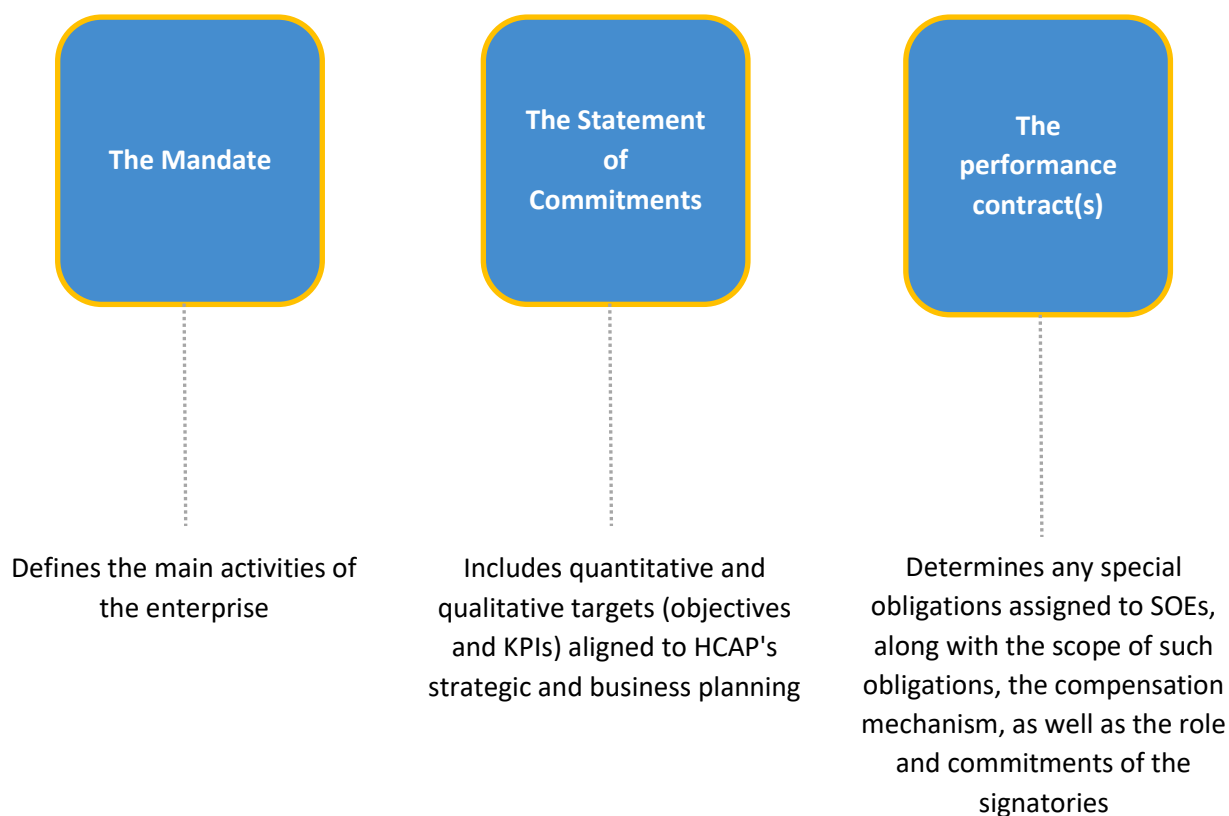 The Mandate
The Statement
of
Commitments
The
performance
contract(s)
Defines the main activities of
the enterprise
Includes quantitative and
qualitative targets (objectives
and KPIs) aligned to HCAP's
strategic and business planning
Determines any special
obligations assigned to SOEs,
along with the scope of such
obligations, the compensation
mechanism, as well as the role
and commitments of the
signatories